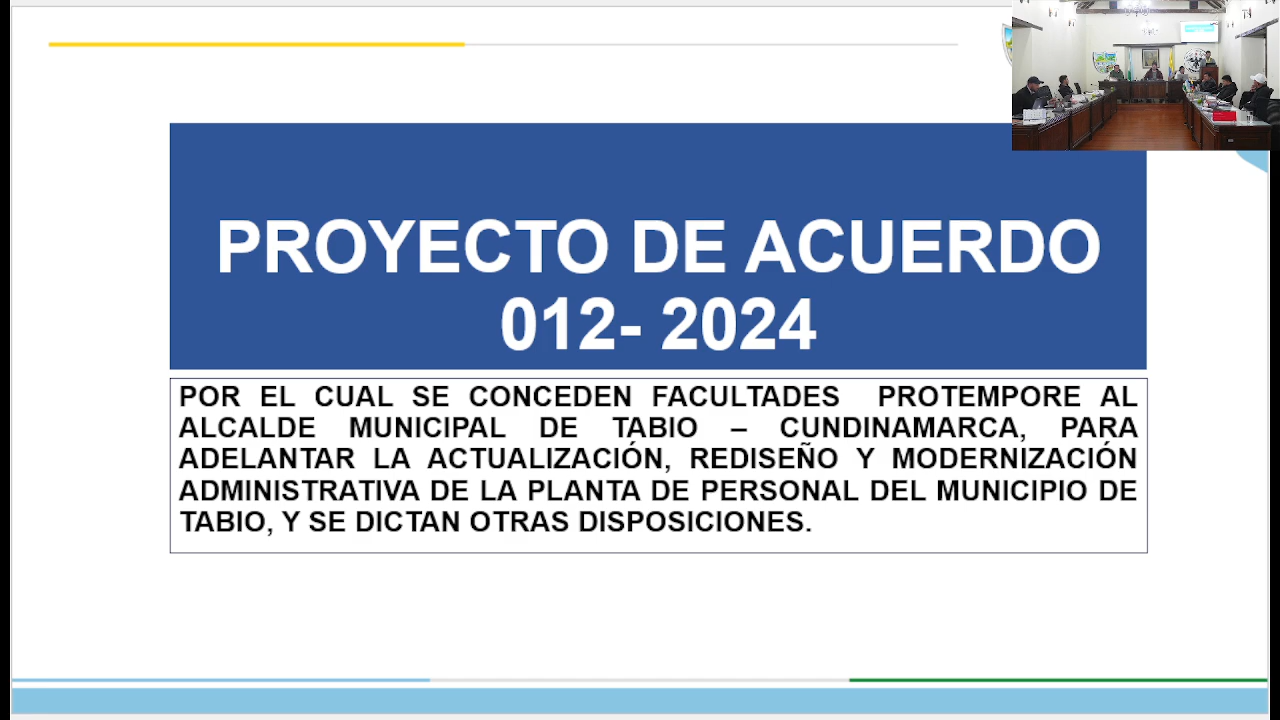 PROYECTO DE ACUERDO
012- 2024
POR EL CUAL SE CONCEDEN FACULTADES PROTEMPORE AL
ALCALDE MUNICIPAL DE TABIO – CUNDINAMARCA, PARA
ADELANTAR LA ACTUALIZACIÓN, REDISEÑO Y MODERNIZACIÓN
ADMINISTRATIVA DE LA PLANTA DE PERSONAL DEL MUNICIPIO DE
TABIO, Y SE DICTAN OTRAS DISPOSICIONES.